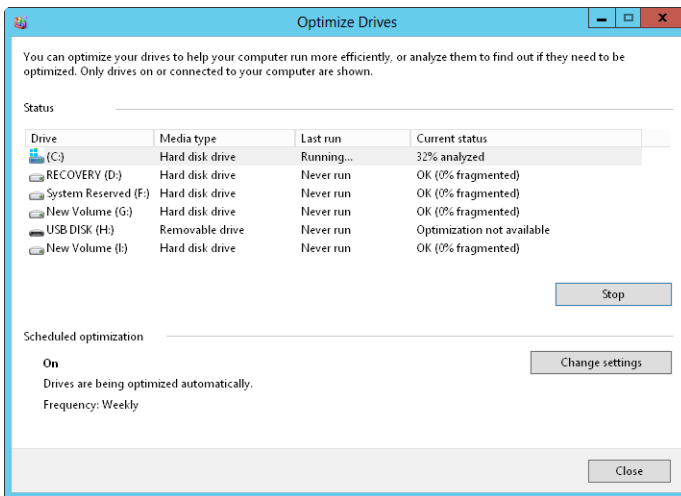 Optimize Drives
You can optimize your drives to help your computer run more efficiently, or analyze them to find out if they need to be
optimized. Only drives on or connected to your computer are shown.
Status
Drive Media type Last run Current status
(C:) Hard disk drive Running... 32% analyzed
RECOVERY (D:) Hard disk drive Never run OK (0% fragmented)
System Reserved (F:) Hard disk drive Never run OK (0% fragmented)
New Volume (G:) Hard disk drive Never run OK (0% fragmented)
USB DISK (H:) Removable drive Never run Optimization not available
New Volume (I:) Hard disk drive Never run OK (0% fragmented)
Stop
Scheduled optimization
On
Change settings
Drives are being optimized automatically.
Frequency: Weekly
Close